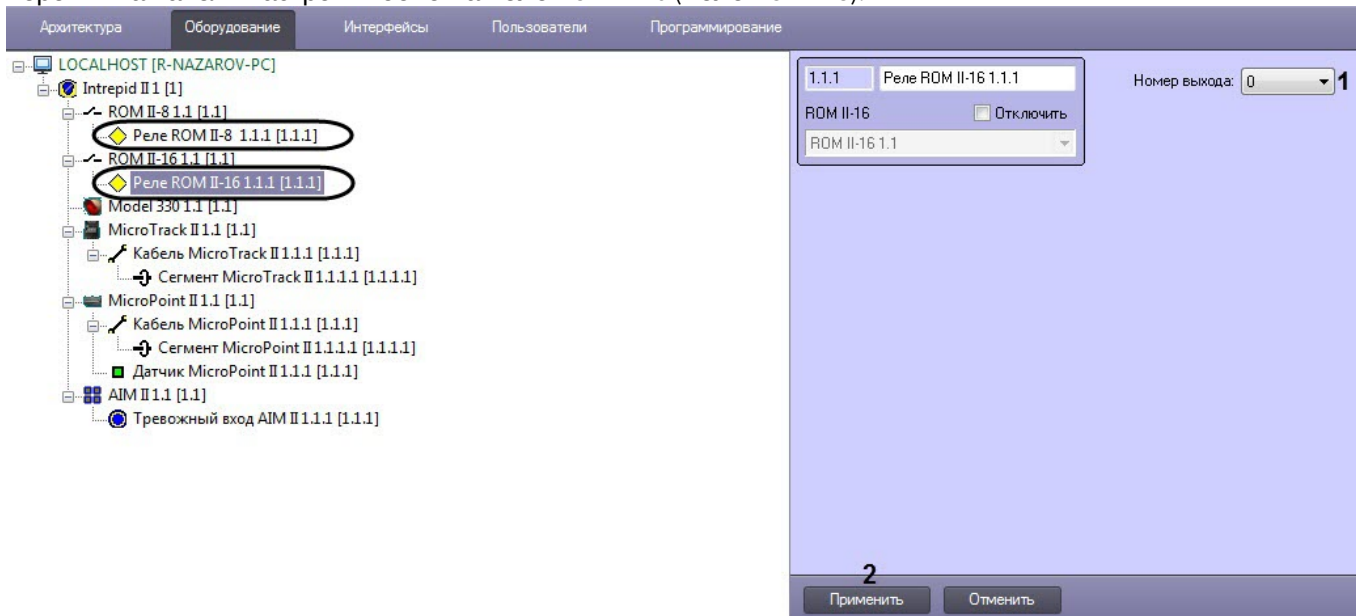 Архитектура Оборудование Интерфейсы Пользователи Программирование
LOCALHOST [R-NAZAROV-PC]
Intrepid II 1 [1]
ROM II-8 1.1 [1.1]
Реле ROM II-8 1.1.1 [1.1.1]
ROM II-16 1.1 [1.1]
Реле ROM II-16 1.1.1 [1.1.1]
Model 330 1.1 [1.1]
MicroTrack II 1.1 [1.1]
Кабель MicroTrack II 1.1.1 [1.1.1]
Сегмент MicroTrack II 1.1.1.1 [1.1.1.1]
MicroPoint II 1.1 [1.1]
Кабель MicroPoint II 1.1.1 [1.1.1]
Сегмент MicroPoint II 1.1.1.1 [1.1.1.1]
Датчик MicroPoint II 1.1.1 [1.1.1]
AIM II 1.1 [1.1]
Тревожный вход AIM II 1.1.1 [1.1.1]
1.1.1 Реле ROM II-16 1.1.1
ROM II-16 Отключить
ROM II-16 1.1
Номер выхода: 0 1
2
Применить Отменить